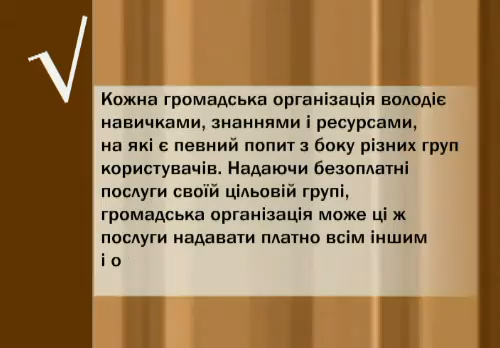 Кожна громадська організація володіє
навичками, знаннями і ресурсами,
на які є певний попит з боку різних груп
користувачів. Надаючи безоплатні
послуги своїй цільовій групі,
громадська організація може ці ж
послуги надавати платно всім іншим
і о